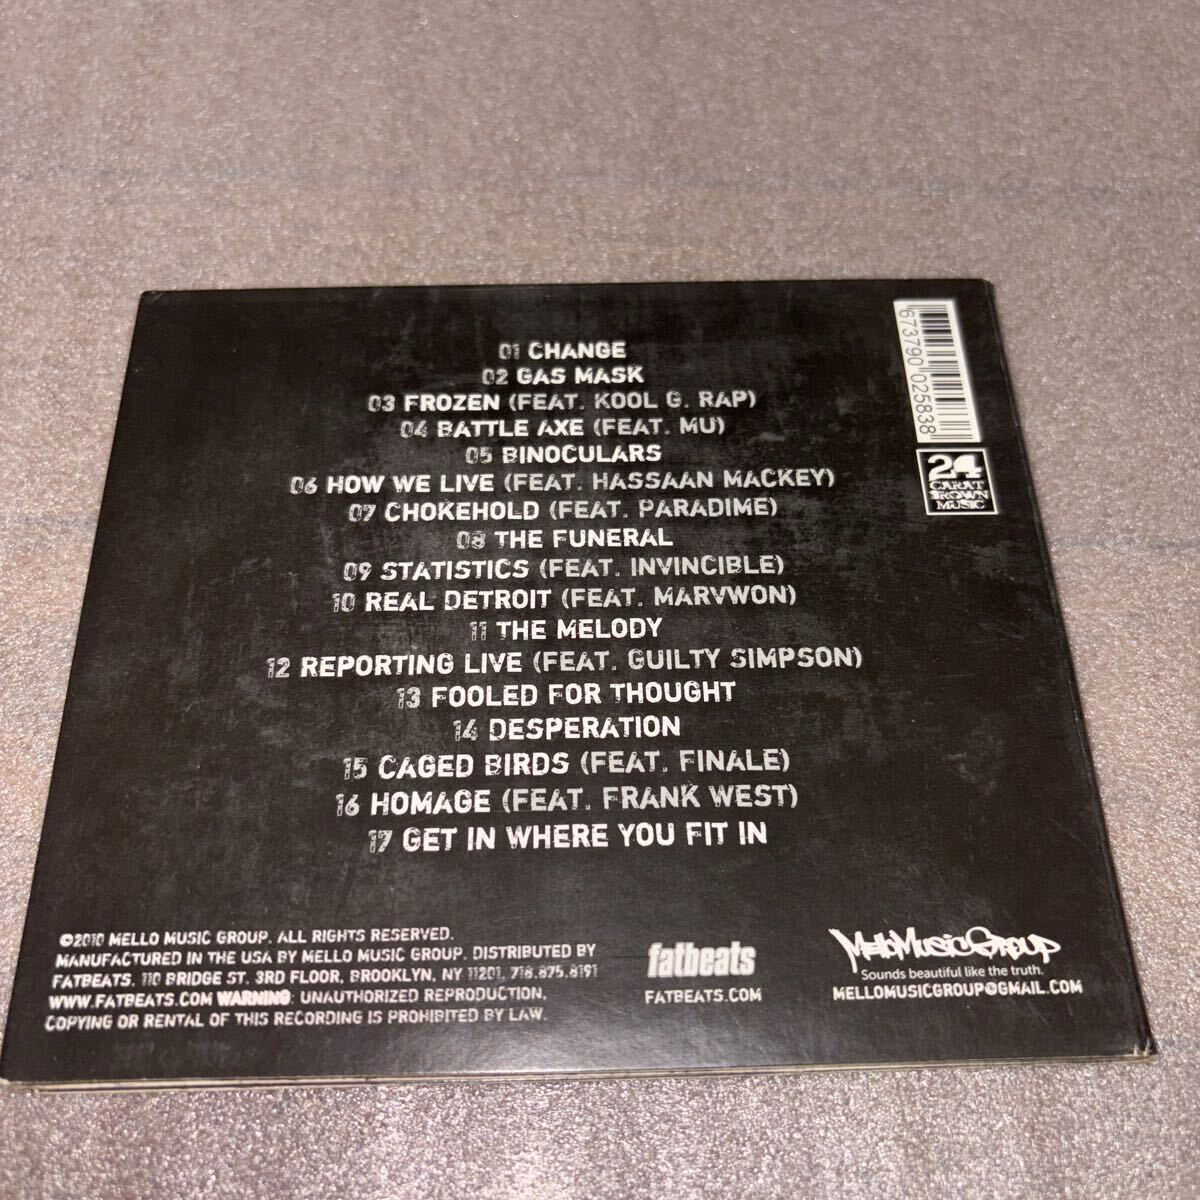 01 CHANGE
02 GAS MASK
03 FROZEN (FEAT. KOOL G. RAP)
04 BATTLE AXE (FEAT. MU)
05 BINOCULARS
06 HOW WE LIVE (FEAT. HASSAAN MACKEY)
07 CHOKEHOLD (FEAT. PARADIME)
08 THE FUNERAL
09 STATISTICS (FEAT. INVINCIBLE)
10 REAL DETROIT (FEAT. MARVWON)
11 THE MELODY
12 REPORTING LIVE (FEAT. GUILTY SIMPSON)
13 FOOLED FOR THOUGHT
14 DESPERATION
15 CAGED BIRDS (FEAT. FINALE)
16 HOMAGE (FEAT. FRANK WEST)
17 GET IN WHERE YOU FIT IN
6 73790 02583 8
24
CARAT
BROWN
MUSIC
©2010 MELLO MUSIC GROUP. ALL RIGHTS RESERVED.
MANUFACTURED IN THE USA BY MELLO MUSIC GROUP. DISTRIBUTED BY
FATBEATS. 110 BRIDGE ST. 3RD FLOOR, BROOKLYN, NY 11201. 718.875.8191
WWW.FATBEATS.COM WARNING: UNAUTHORIZED REPRODUCTION,
COPYING OR RENTAL OF THIS RECORDING IS PROHIBITED BY LAW.
fatbeats
FATBEATS.COM
MelloMusicGroup
Sounds beautiful like the truth.
MELLOMUSICGROUP@GMAIL.COM